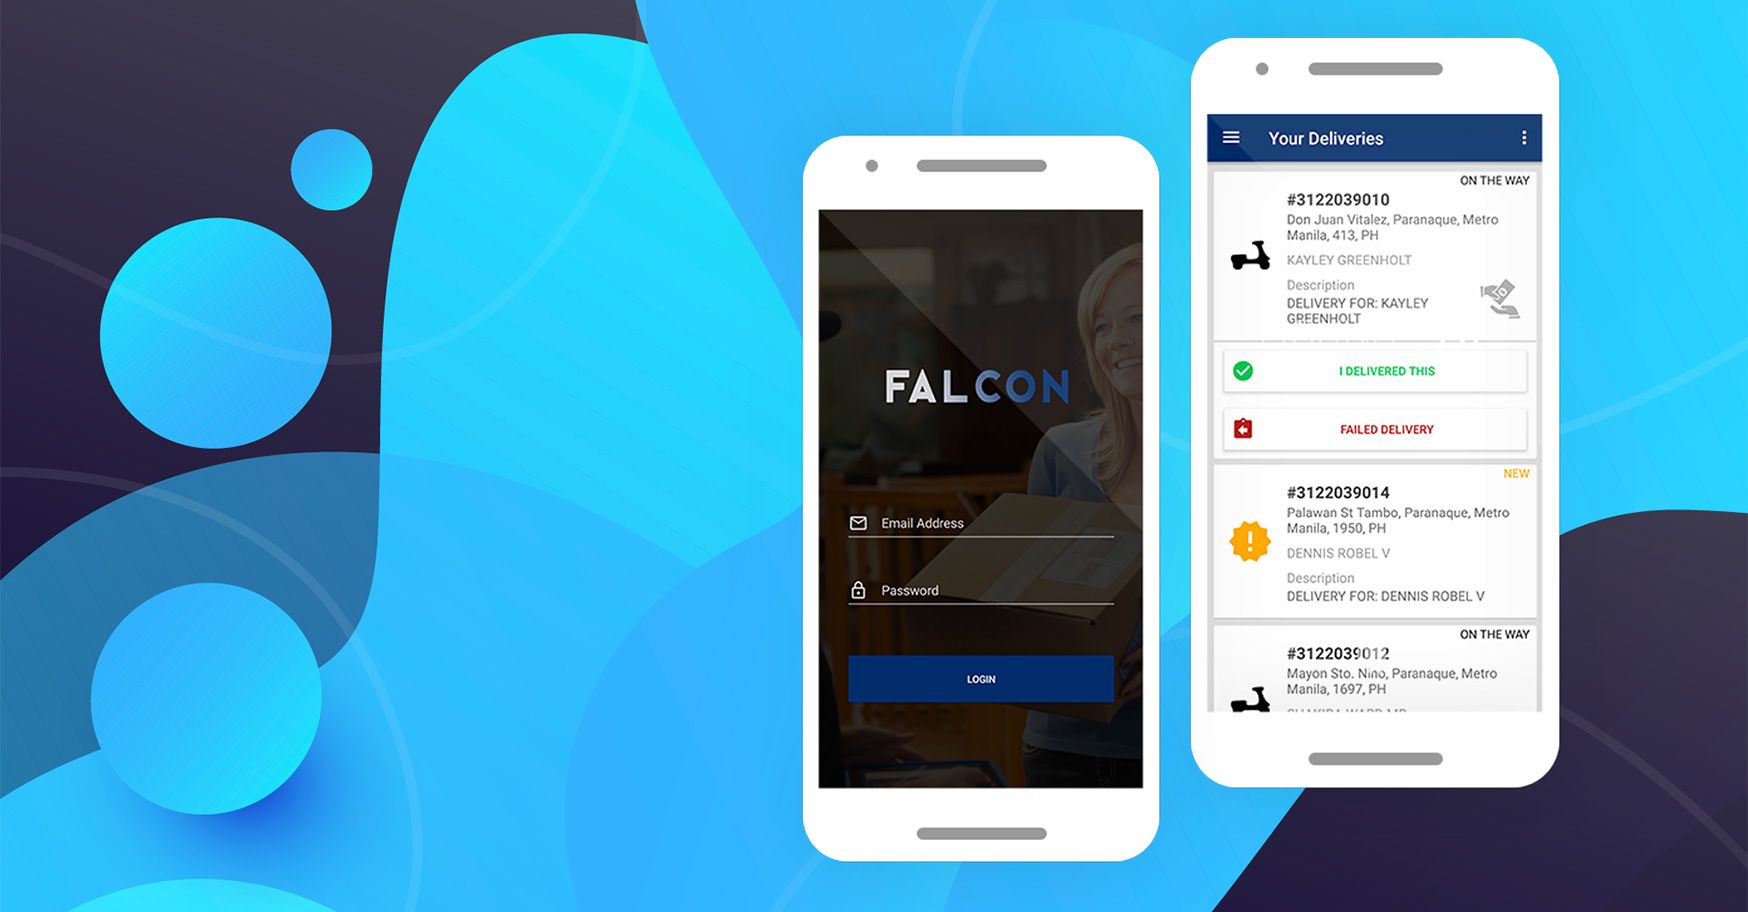 FALCON
Email Address
Password
LOGIN
Your Deliveries
ON THE WAY
#3122039010
Don Juan Vitalez, Paranaque, Metro
Manila, 413, PH
KAYLEY GREENHOLT
Description
DELIVERY FOR: KAYLEY
GREENHOLT
I DELIVERED THIS
FAILED DELIVERY
NEW
#3122039014
Palawan St Tambo, Paranaque, Metro
Manila, 1950, PH
DENNIS ROBEL V
Description
DELIVERY FOR: DENNIS ROBEL V
ON THE WAY
#3122039012
Mayon Sto. Nino, Paranaque, Metro
Manila, 1697, PH